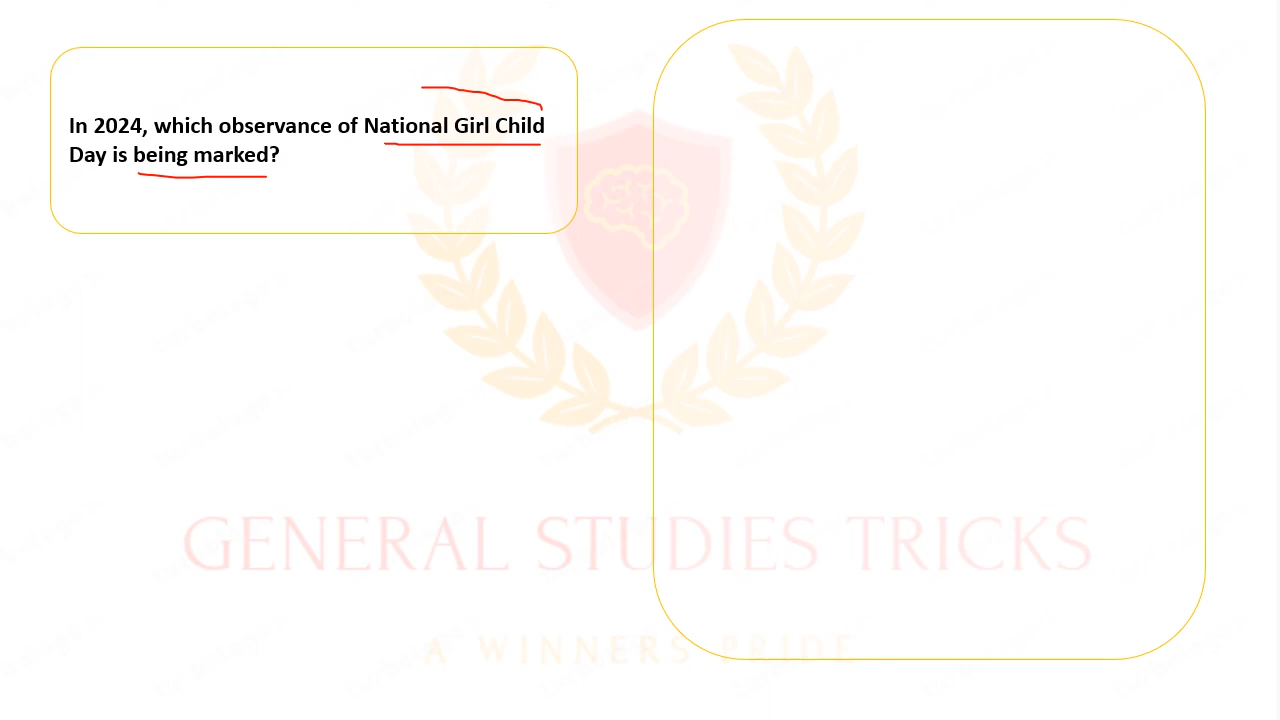 In 2024, which observance of National Girl Child
Day is being marked?
GENERAL STUDIES TRICKS
A WINNERS PRIDE